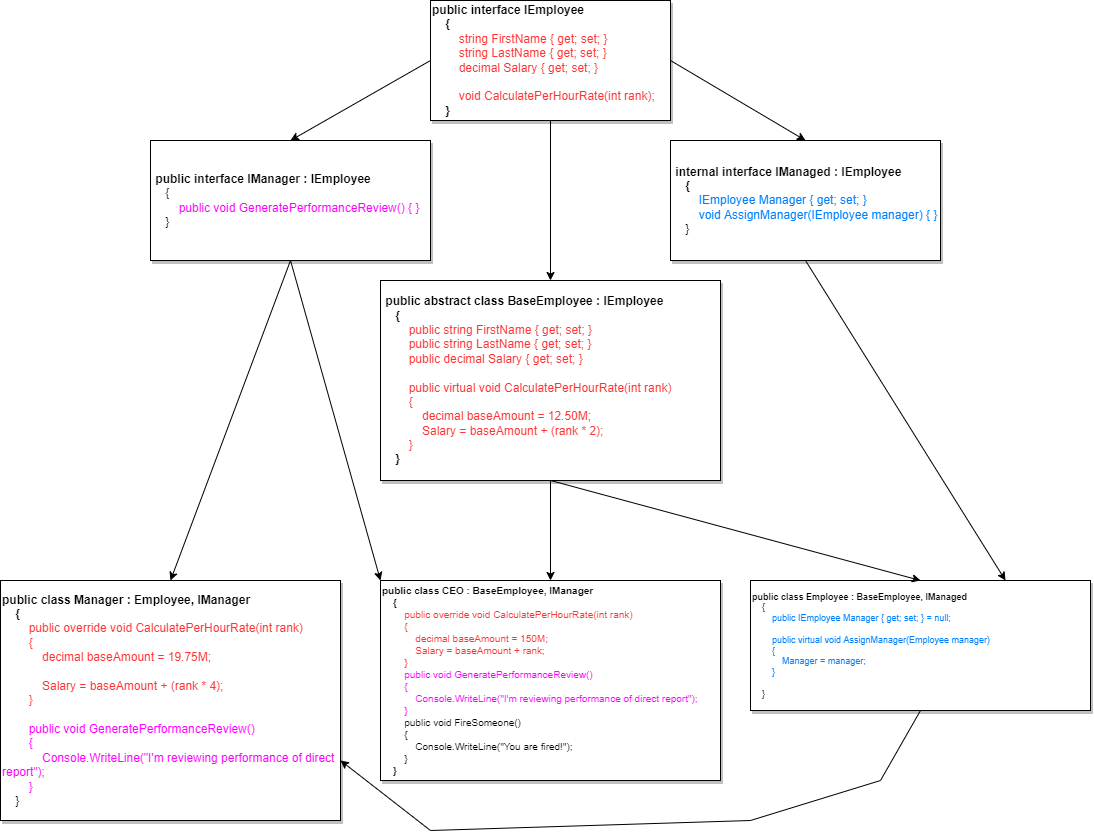 public interface IEmployee
{
string FirstName { get; set; }
string LastName { get; set; }
decimal Salary { get; set; }
void CalculatePerHourRate(int rank);
}
public interface IManager : IEmployee
{
public void GeneratePerformanceReview() { }
}
internal interface IManaged : IEmployee
{
IEmployee Manager { get; set; }
void AssignManager(IEmployee manager) { }
}
public abstract class BaseEmployee : IEmployee
{
public string FirstName { get; set; }
public string LastName { get; set; }
public decimal Salary { get; set; }
public virtual void CalculatePerHourRate(int rank)
{
decimal baseAmount = 12.50M;
Salary = baseAmount + (rank * 2);
}
}
public class Manager : Employee, IManager
{
public override void CalculatePerHourRate(int rank)
{
decimal baseAmount = 19.75M;
Salary = baseAmount + (rank * 4);
}
public void GeneratePerformanceReview()
{
Console.WriteLine("I'm reviewing performance of direct
report");
}
}
public class CEO : BaseEmployee, IManager
{
public override void CalculatePerHourRate(int rank)
{
decimal baseAmount = 150M;
Salary = baseAmount + rank;
}
public void GeneratePerformanceReview()
{
Console.WriteLine("I'm reviewing performance of direct report");
}
public void FireSomeone()
{
Console.WriteLine("You are fired!");
}
}
public class Employee : BaseEmployee, IManaged
{
public IEmployee Manager { get; set; } = null;
public virtual void AssignManager(Employee manager)
{
Manager = manager;
}
}